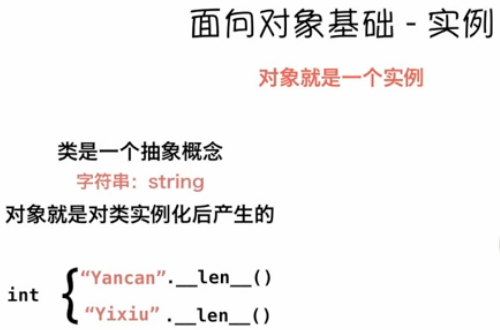 面向对象基础 - 实例
对象就是一个实例
类是一个抽象概念
字符串：string
对象就是对类实例化后产生的
int { “Yancan”.__len__()
“Yixiu” .__len__()